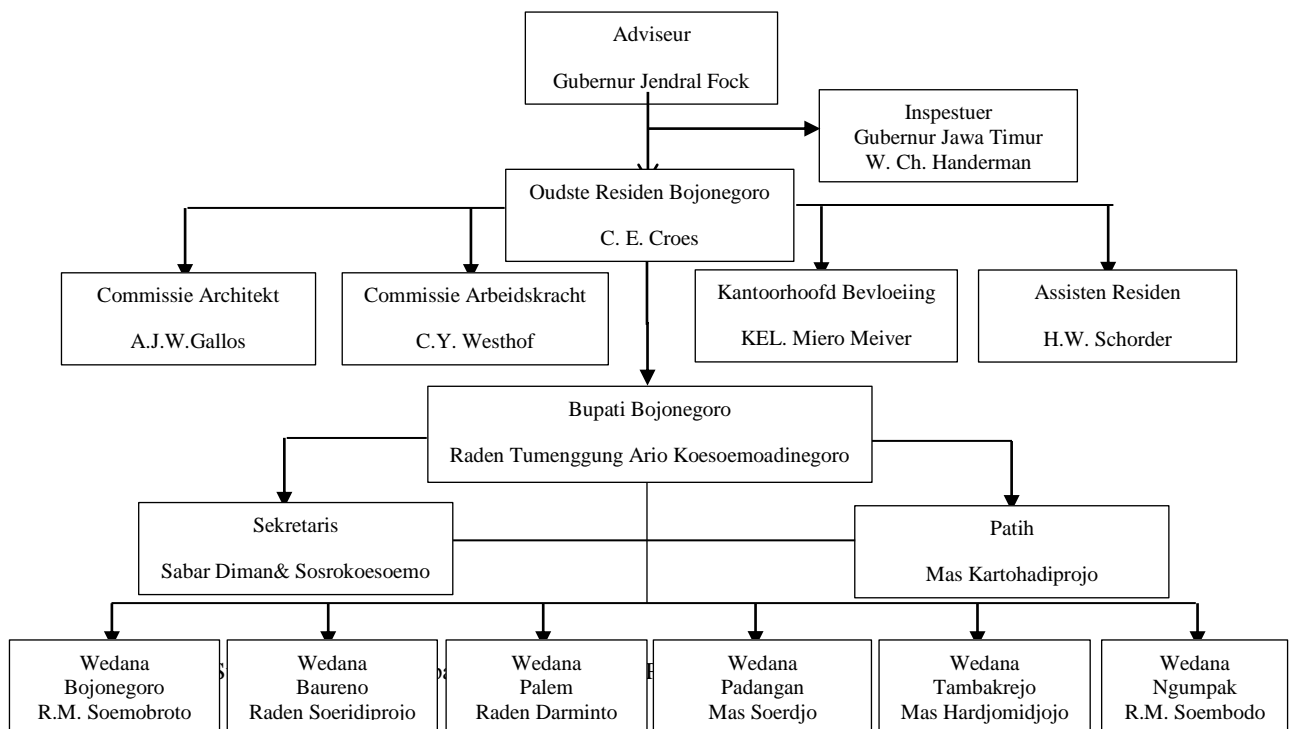 Adviseur
Gubernur Jendral Fock
Inspestuer
Gubernur Jawa Timur
W. Ch. Handerman
Oudste Residen Bojonegoro
C. E. Croes
Commissie Architekt
A.J.W.Gallos
Commissie Arbeidskracht
C.Y. Westhof
Kantoorhoofd Bevloeiing
KEL. Miero Meiver
Assisten Residen
H.W. Schorder
Bupati Bojonegoro
Raden Tumenggung Ario Koesoemoadinegoro
Sekretaris
Sabar Diman& Sosrokoesoemo
Patih
Mas Kartohadiprojo
Wedana
Bojonegoro
R.M. Soemobroto
Wedana
Baureno
Raden Soeridiprojo
Wedana
Palem
Raden Darminto
Wedana
Padangan
Mas Soerdjo
Wedana
Tambakrejo
Mas Hardjomidjojo
Wedana
Ngumpak
R.M. Soembodo